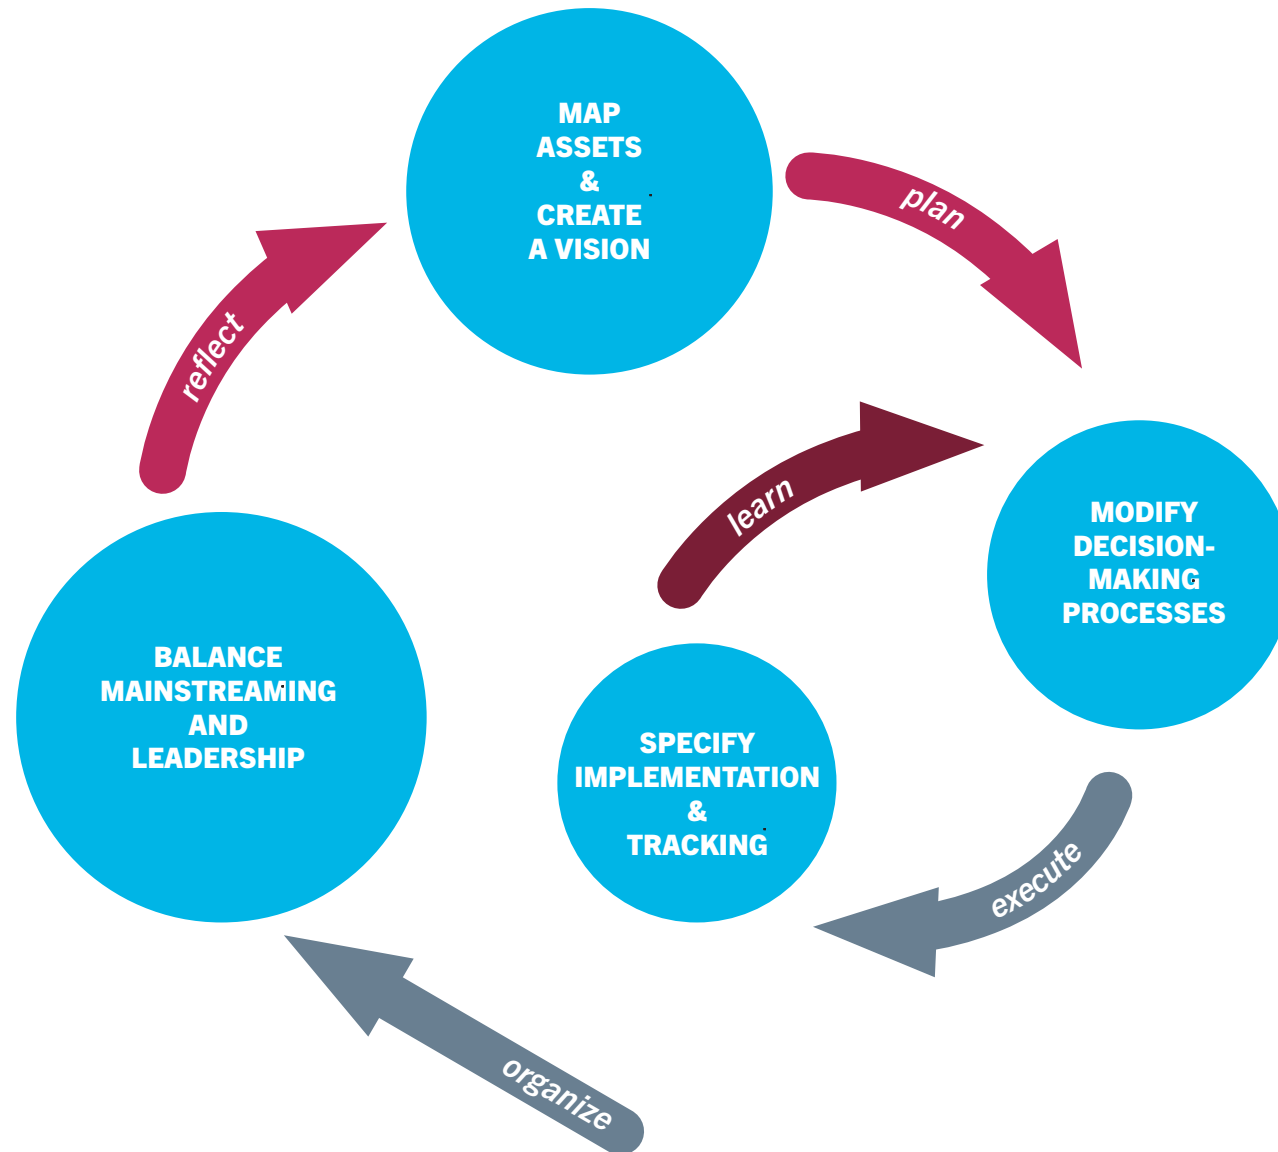 MAP
ASSETS
&
CREATE
A VISION
plan
reflect
learn
MODIFY
DECISION-
MAKING
PROCESSES
BALANCE
MAINSTREAMING
AND
LEADERSHIP
SPECIFY
IMPLEMENTATION
&
TRACKING
execute
organize